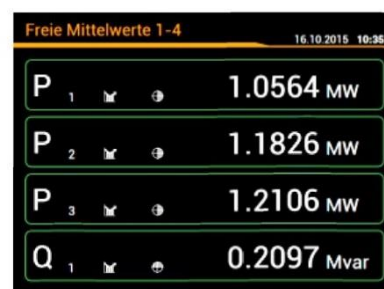 Freie Mittelwerte 1-4
16.10.2015 10:35
P 1 1.0564 MW
P 2 1.1826 MW
P 3 1.2106 MW
Q 1 0.2097 Mvar